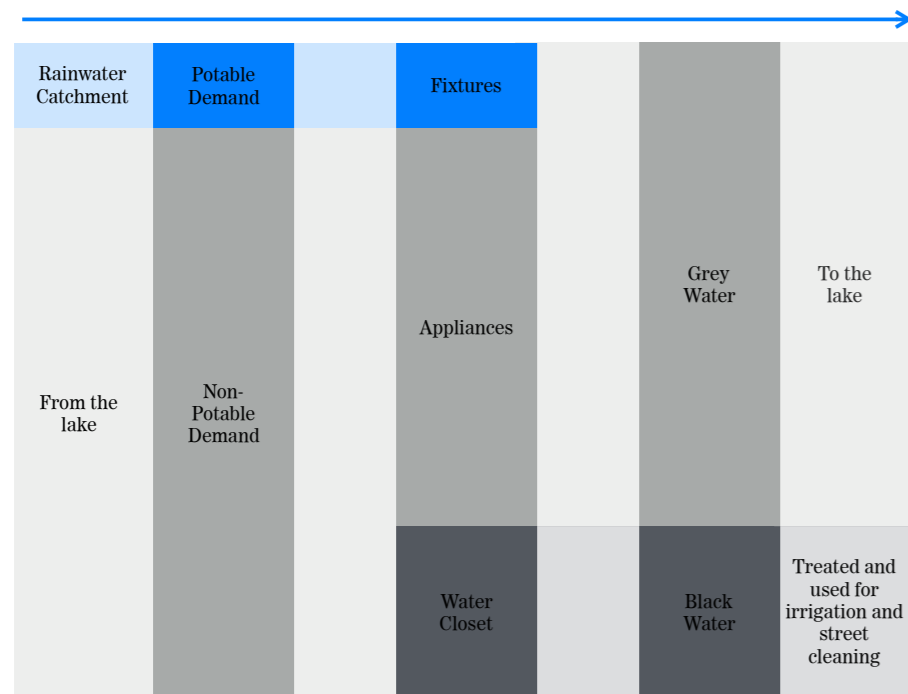 Rainwater
Catchment
Potable
Demand
Fixtures
From the
lake
Non-
Potable
Demand
Appliances
Water
Closet
Grey
Water
Black
Water
To the
lake
Treated and
used for
irrigation and
street
cleaning